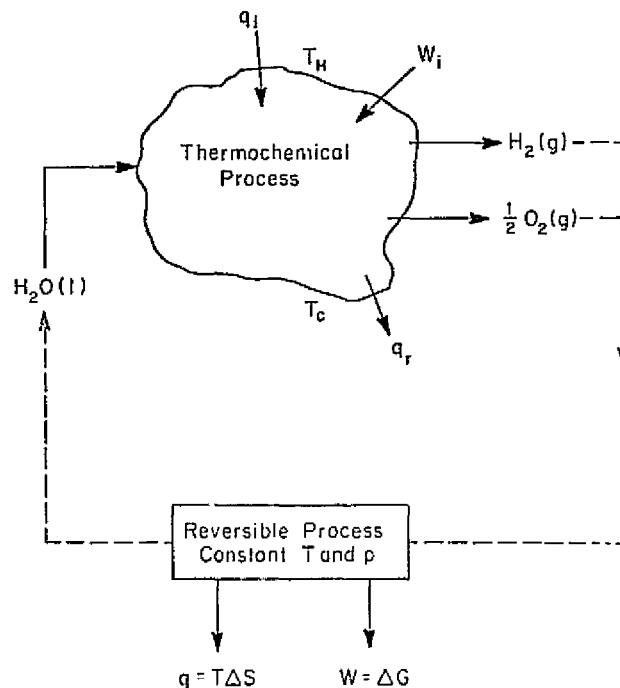 q_i
T_H
W_i
Thermochemical
Process
H_2(g)
1/2 O_2(g)
H_2O(l)
T_C
q_r
Reversible Process
Constant T and p
q = TΔS
W = ΔG